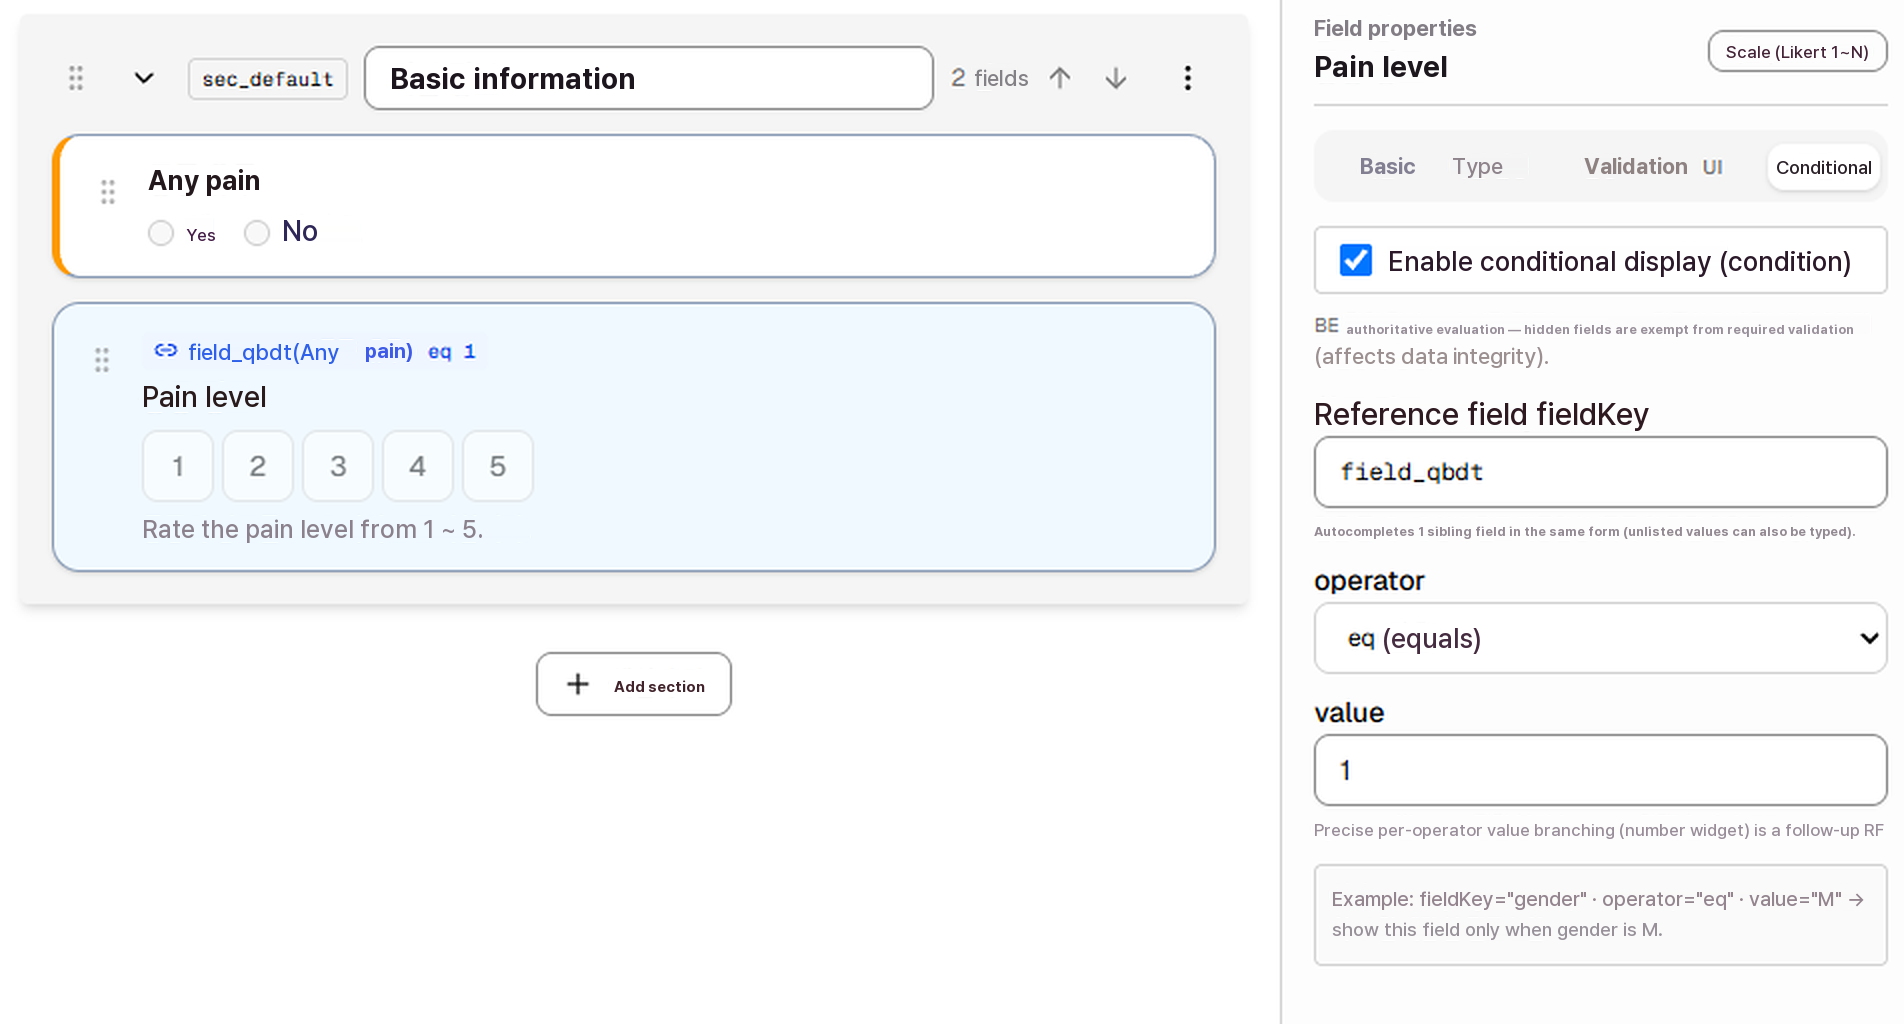 sec_default
Basic information
2 fields
Any pain
Yes No
field_qbdt(Any pain) eq 1
Pain level
1 2 3 4 5
Rate the pain level from 1 ~ 5.
Add section
Field properties
Pain level
Scale (Likert 1~N)
Basic Type Validation UI Conditional
Enable conditional display (condition)
BE authoritative evaluation — hidden fields are exempt from required validation
(affects data integrity).
Reference field fieldKey
field_qbdt
Autocompletes 1 sibling field in the same form (unlisted values can also be typed).
operator
eq (equals)
value
1
Precise per-operator value branching (number widget) is a follow-up RF
Example: fieldKey="gender" · operator="eq" · value="M" →
show this field only when gender is M.